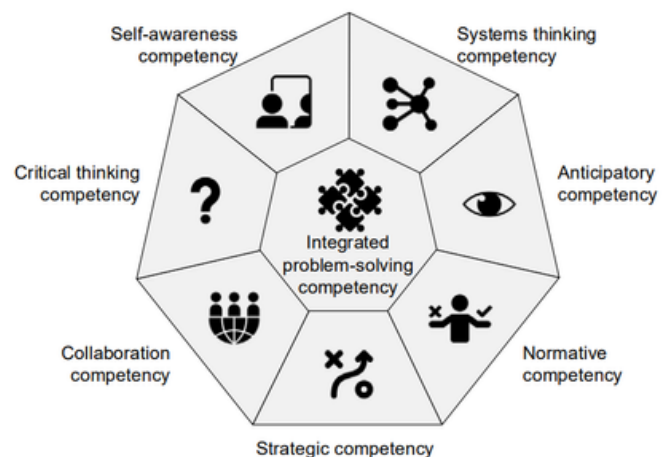 Self-awareness
competency
Systems thinking
competency
Critical thinking
competency
?
Anticipatory
competency
Integrated
problem-solving
competency
Collaboration
competency
Normative
competency
Strategic competency